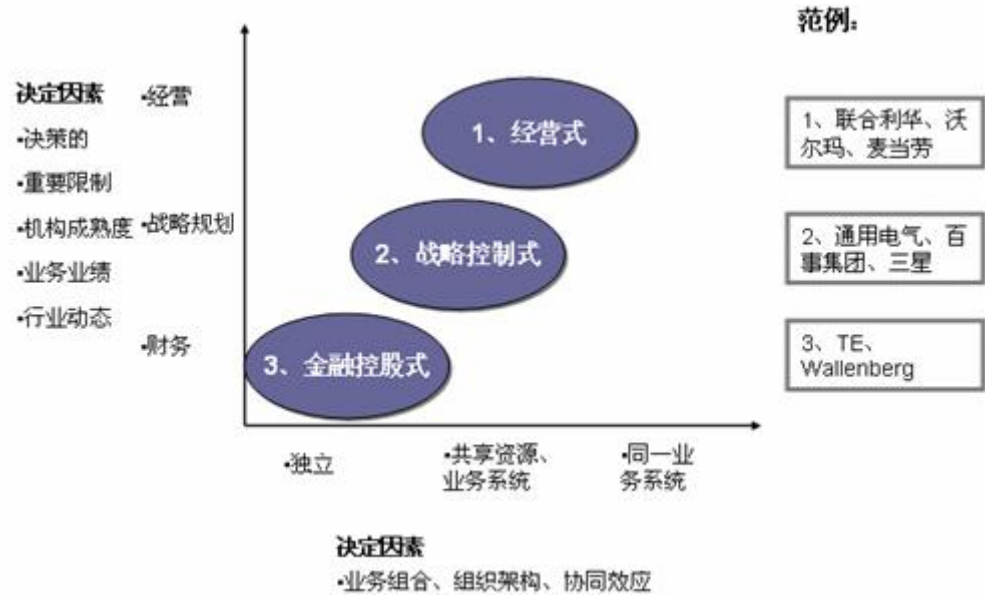 范例:
决定因素
•决策的
•重要限制
•机构成熟度
•业务业绩
•行业动态
•经营
•战略规划
•财务
1、经营式
2、战略控制式
3、金融控股式
1、联合利华、沃
尔玛、麦当劳
2、通用电气、百
事集团、三星
3、TE、
Wallenberg
•独立
•共享资源、
业务系统
•同一业
务系统
决定因素
•业务组合、组织架构、协同效应